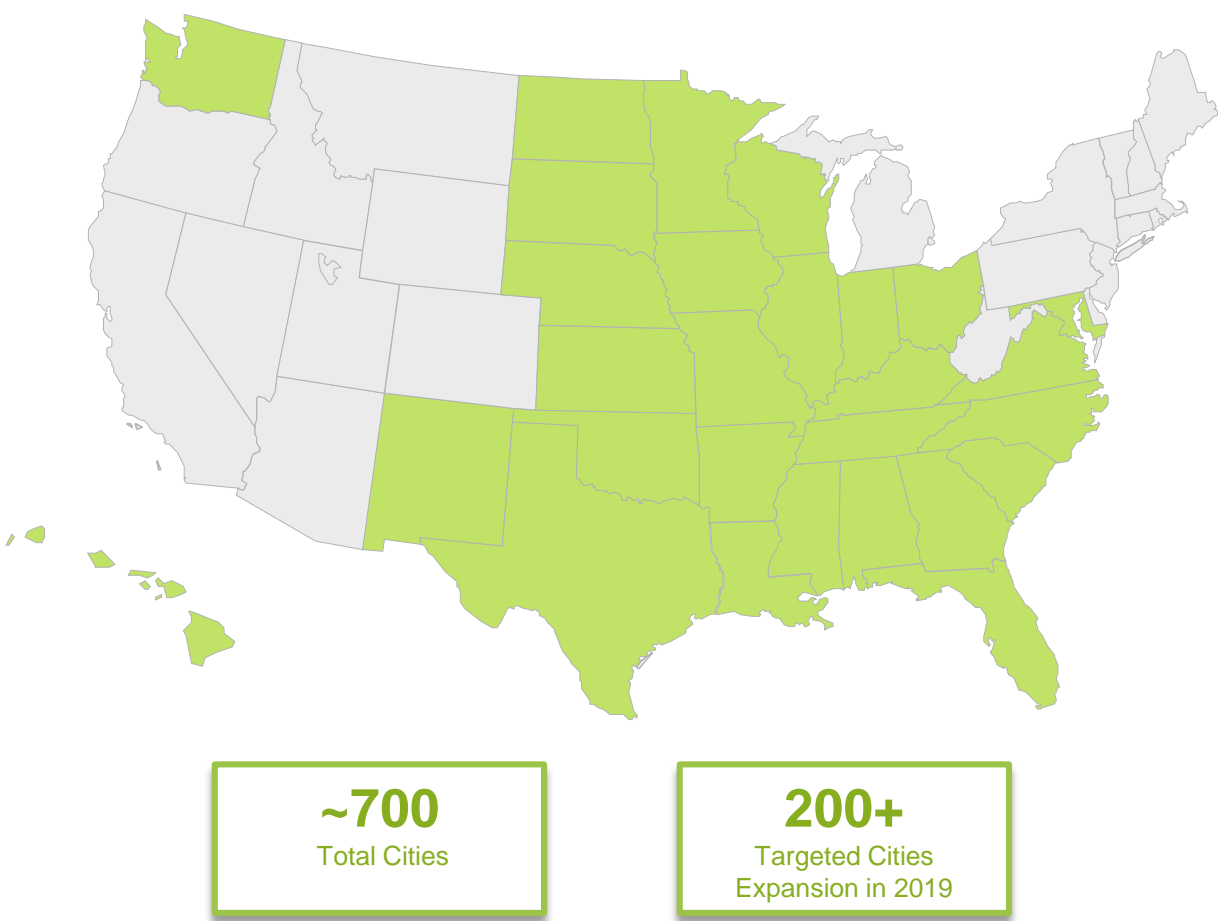 ~700
Total Cities
200+
Targeted Cities
Expansion in 2019